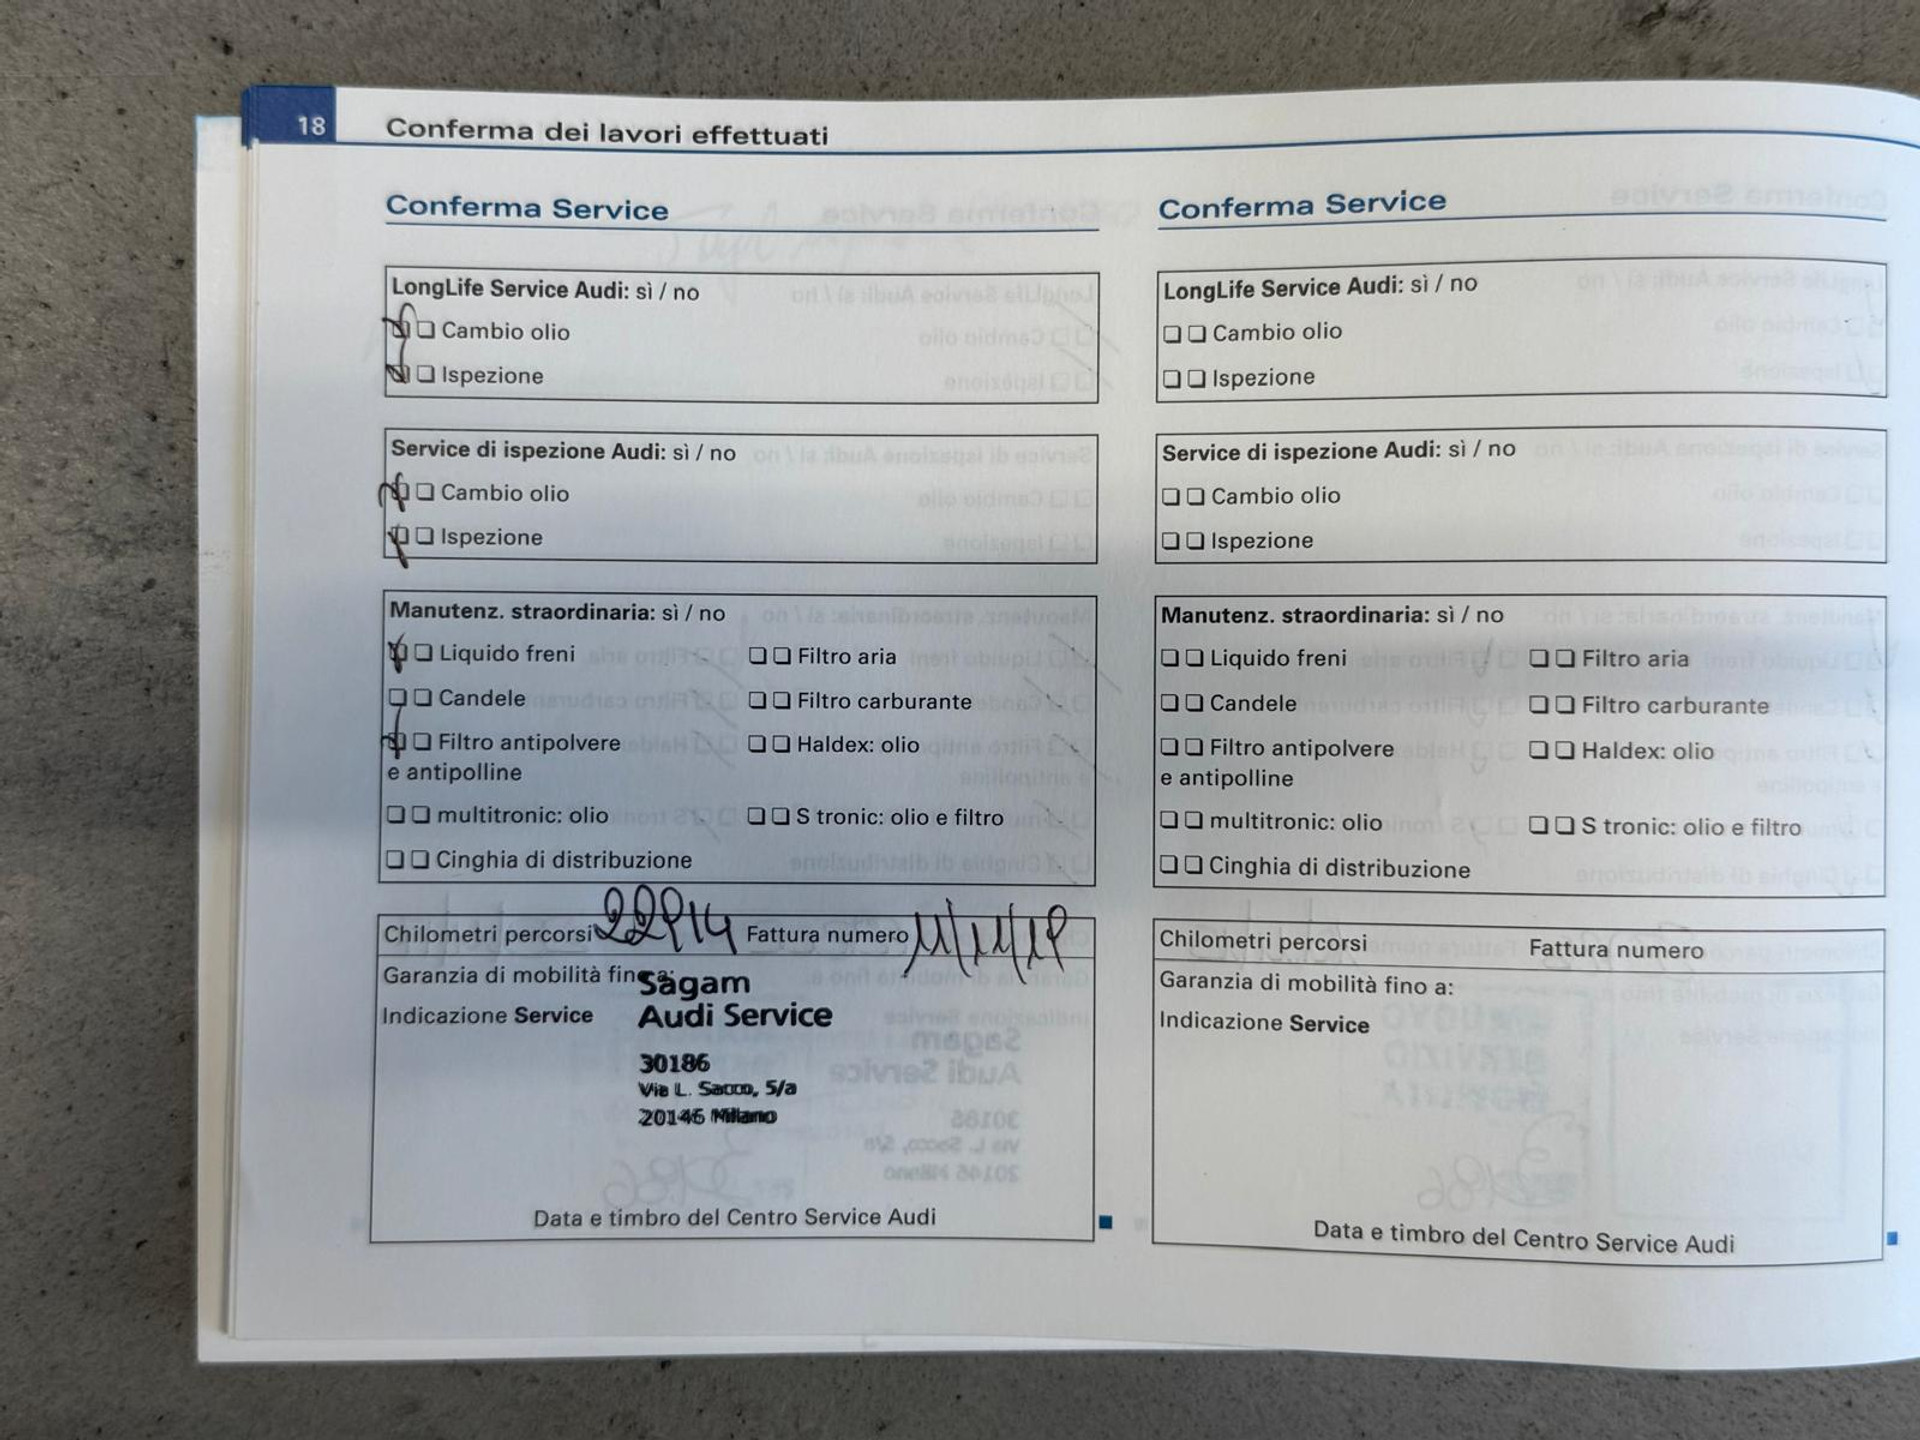 18
Conferma dei lavori effettuati
Conferma Service
LongLife Service Audi: sì / no
Cambio olio
Ispezione
Service di ispezione Audi: sì / no
Cambio olio
Ispezione
Manutenz. straordinaria: sì / no
Liquido freni
Filtro aria
Candele
Filtro carburante
Filtro antipolvere
e antipolline
Haldex: olio
multitronic: olio
S tronic: olio e filtro
Cinghia di distribuzione
Chilometri percorsi
Fattura numero
Garanzia di mobilità fino a:
Indicazione Service
Sagam
Audi Service
30186
Via L. Sacco, 5/a
20146 Milano
Data e timbro del Centro Service Audi
Conferma Service
LongLife Service Audi: sì / no
Cambio olio
Ispezione
Service di ispezione Audi: sì / no
Cambio olio
Ispezione
Manutenz. straordinaria: sì / no
Liquido freni
Filtro aria
Candele
Filtro carburante
Filtro antipolvere
e antipolline
Haldex: olio
multitronic: olio
S tronic: olio e filtro
Cinghia di distribuzione
Chilometri percorsi
Fattura numero
Garanzia di mobilità fino a:
Indicazione Service
Data e timbro del Centro Service Audi